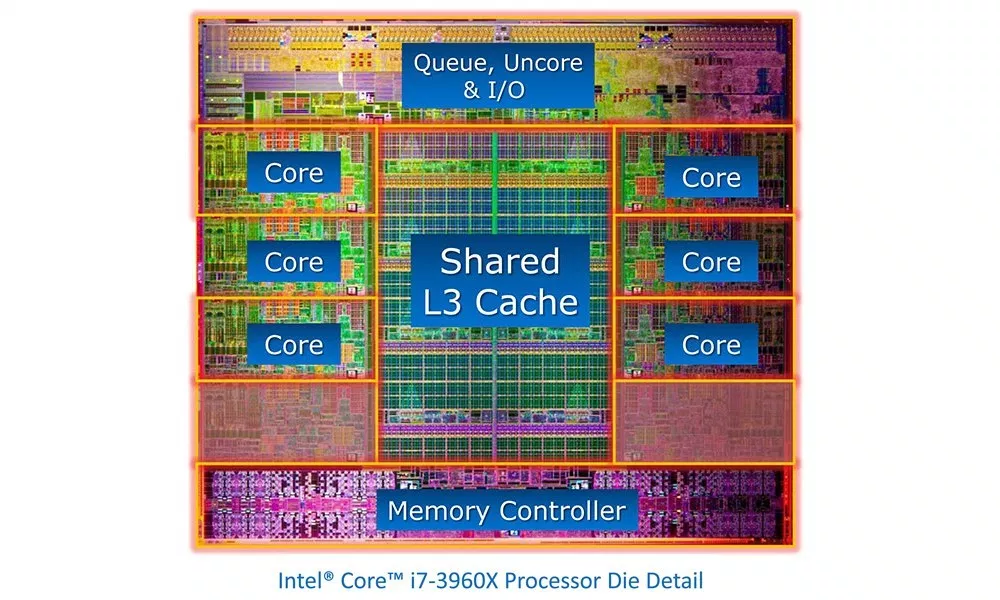 Queue, Uncore
& I/O
Core
Core
Core
Core
Core
Core
Shared
L3 Cache
Memory Controller
Intel® Core™ i7-3960X Processor Die Detail